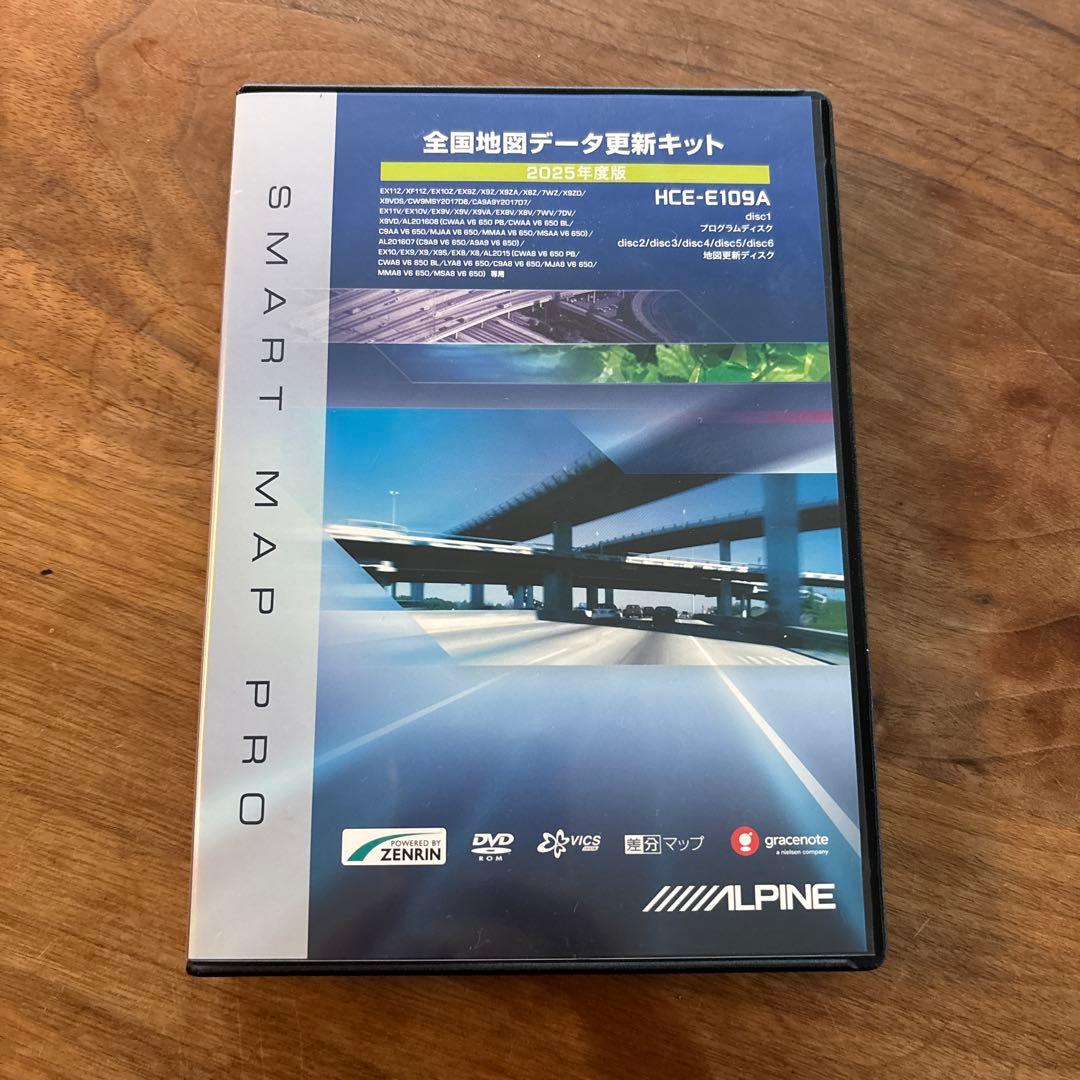 SMART MAP PRO
全国地図データ更新キット
2025年度版
EX11Z/XF11Z/EX10Z/EX9Z/X9Z/X9ZA/X8Z/7WZ/X9ZD/
X9VDS/CW9MSY2017D8/CA9A9Y2017D7/
EX11V/EX10V/EX9V/X9V/X9VA/EX8V/X8V/7WV/7DV/
X9VD/AL201608 (CWAA V6 650 PB/CWAA V6 650 BL/
C9AA V6 650/MJAA V6 650/MMAA V6 650/MSAA V6 650)/
AL201607 (C9A9 V6 650/A9A9 V6 650)/
EX10/EX9/X9/X9S/EX8/X8/AL2015 (CWA8 V6 650 PB/
CWA8 V6 650 BL/LYA8 V6 650/C9A8 V6 650/MJA8 V6 650/
MMA8 V6 650/MSA8 V6 650) 専用
HCE-E109A
disc1
プログラムディスク
disc2/disc3/disc4/disc5/disc6
地図更新ディスク
POWERED BY
ZENRIN
DVD
ROM
VICS
差分マップ
gracenote
a nielsen company
ALPINE